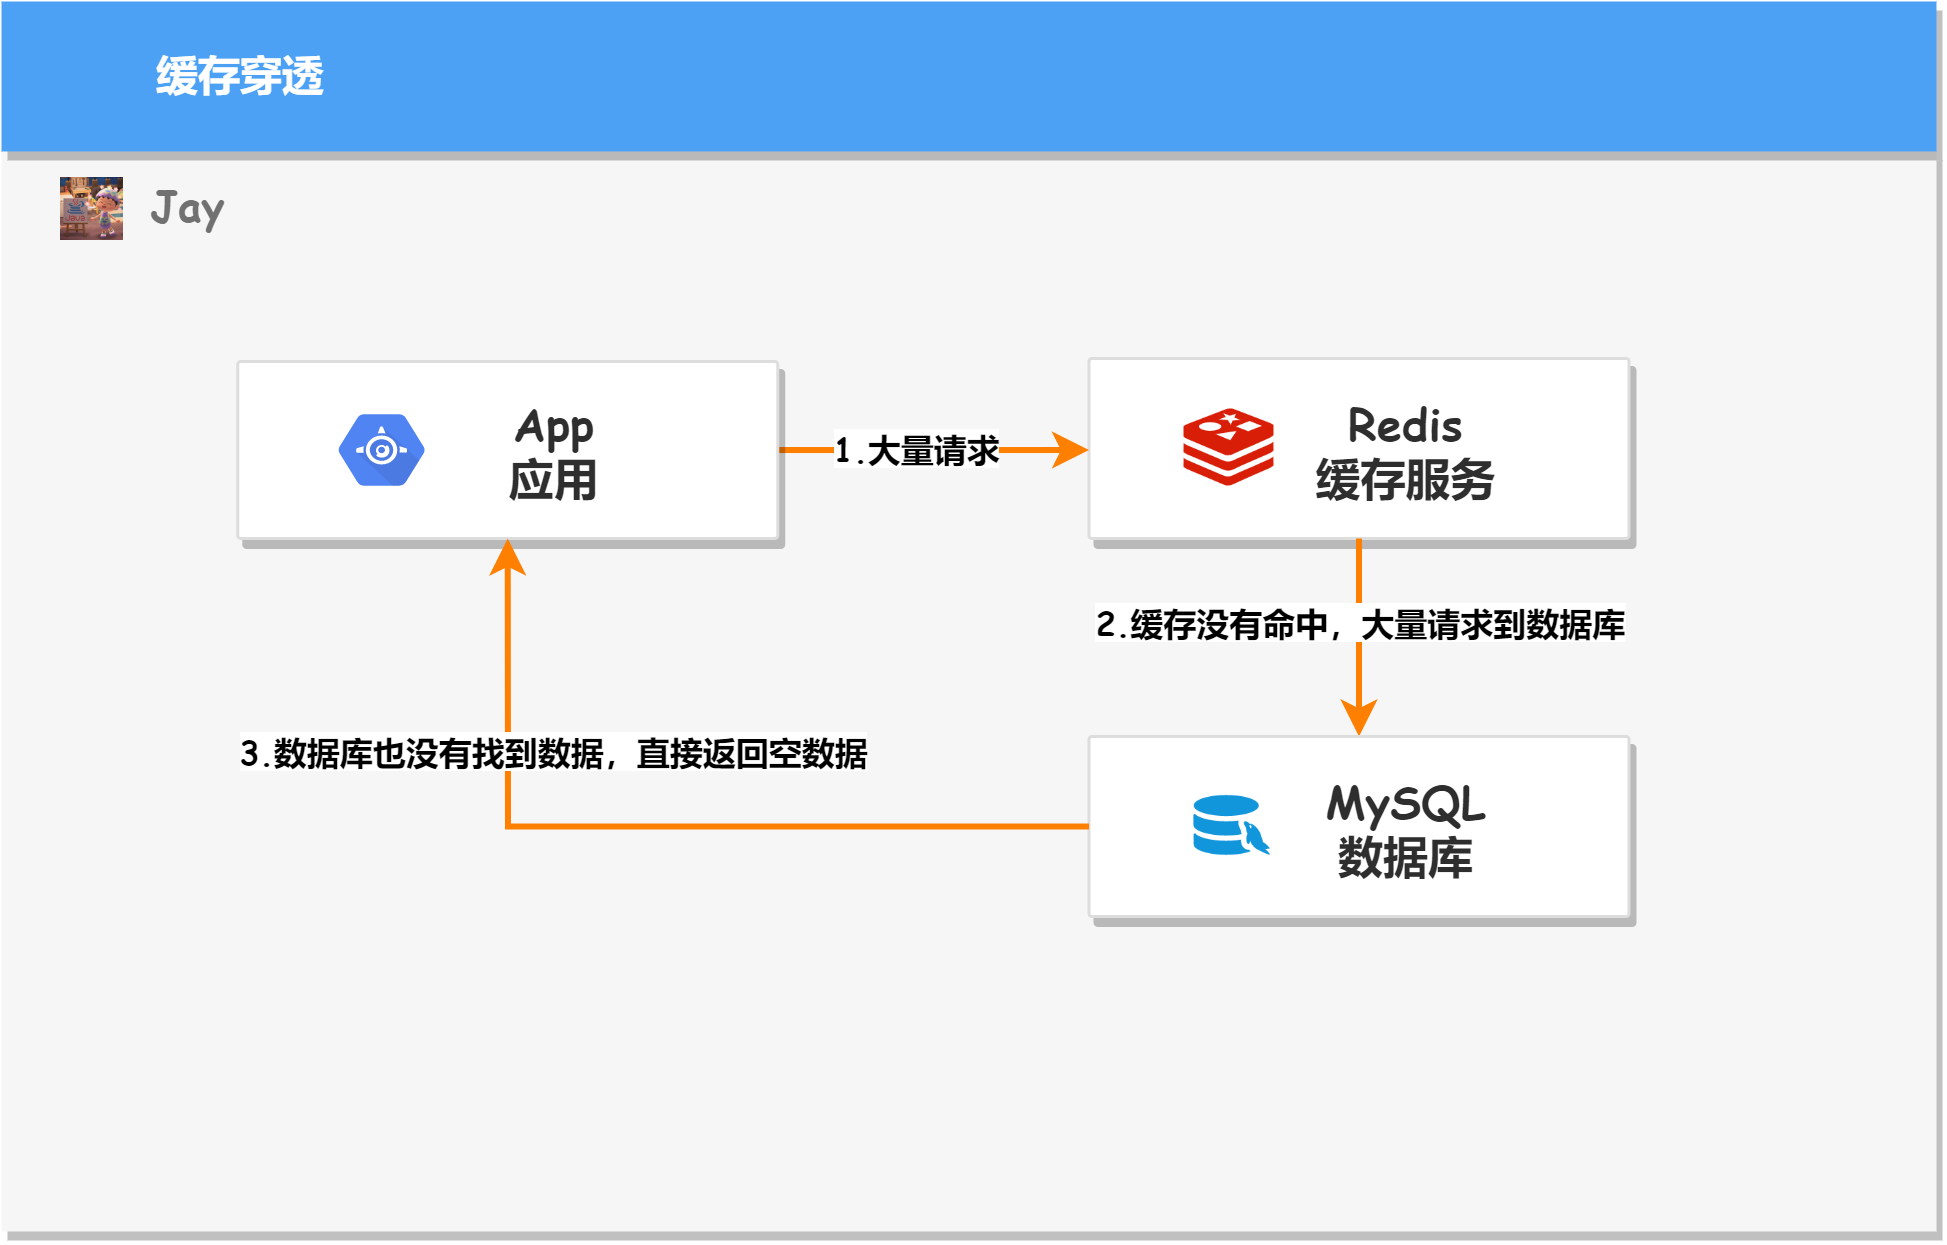 缓存穿透
Jay
App
应用
1.大量请求
Redis
缓存服务
2.缓存没有命中，大量请求到数据库
3.数据库也没有找到数据，直接返回空数据
MySQL
数据库